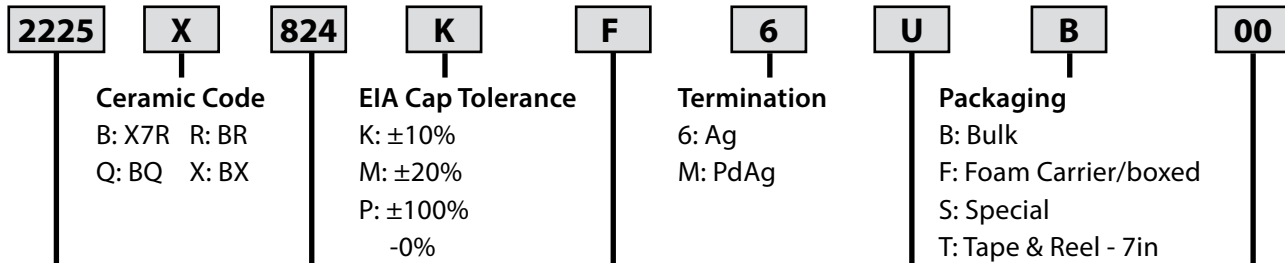 2225 X 824 K F 6 U B 00
Ceramic Code EIA Cap Tolerance Termination Packaging
B: X7R R: BR K: ±10% 6: Ag B: Bulk
Q: BQ X: BX M: ±20% M: PdAg F: Foam Carrier/boxed
P: ±100% S: Special
-0% T: Tape & Reel - 7in